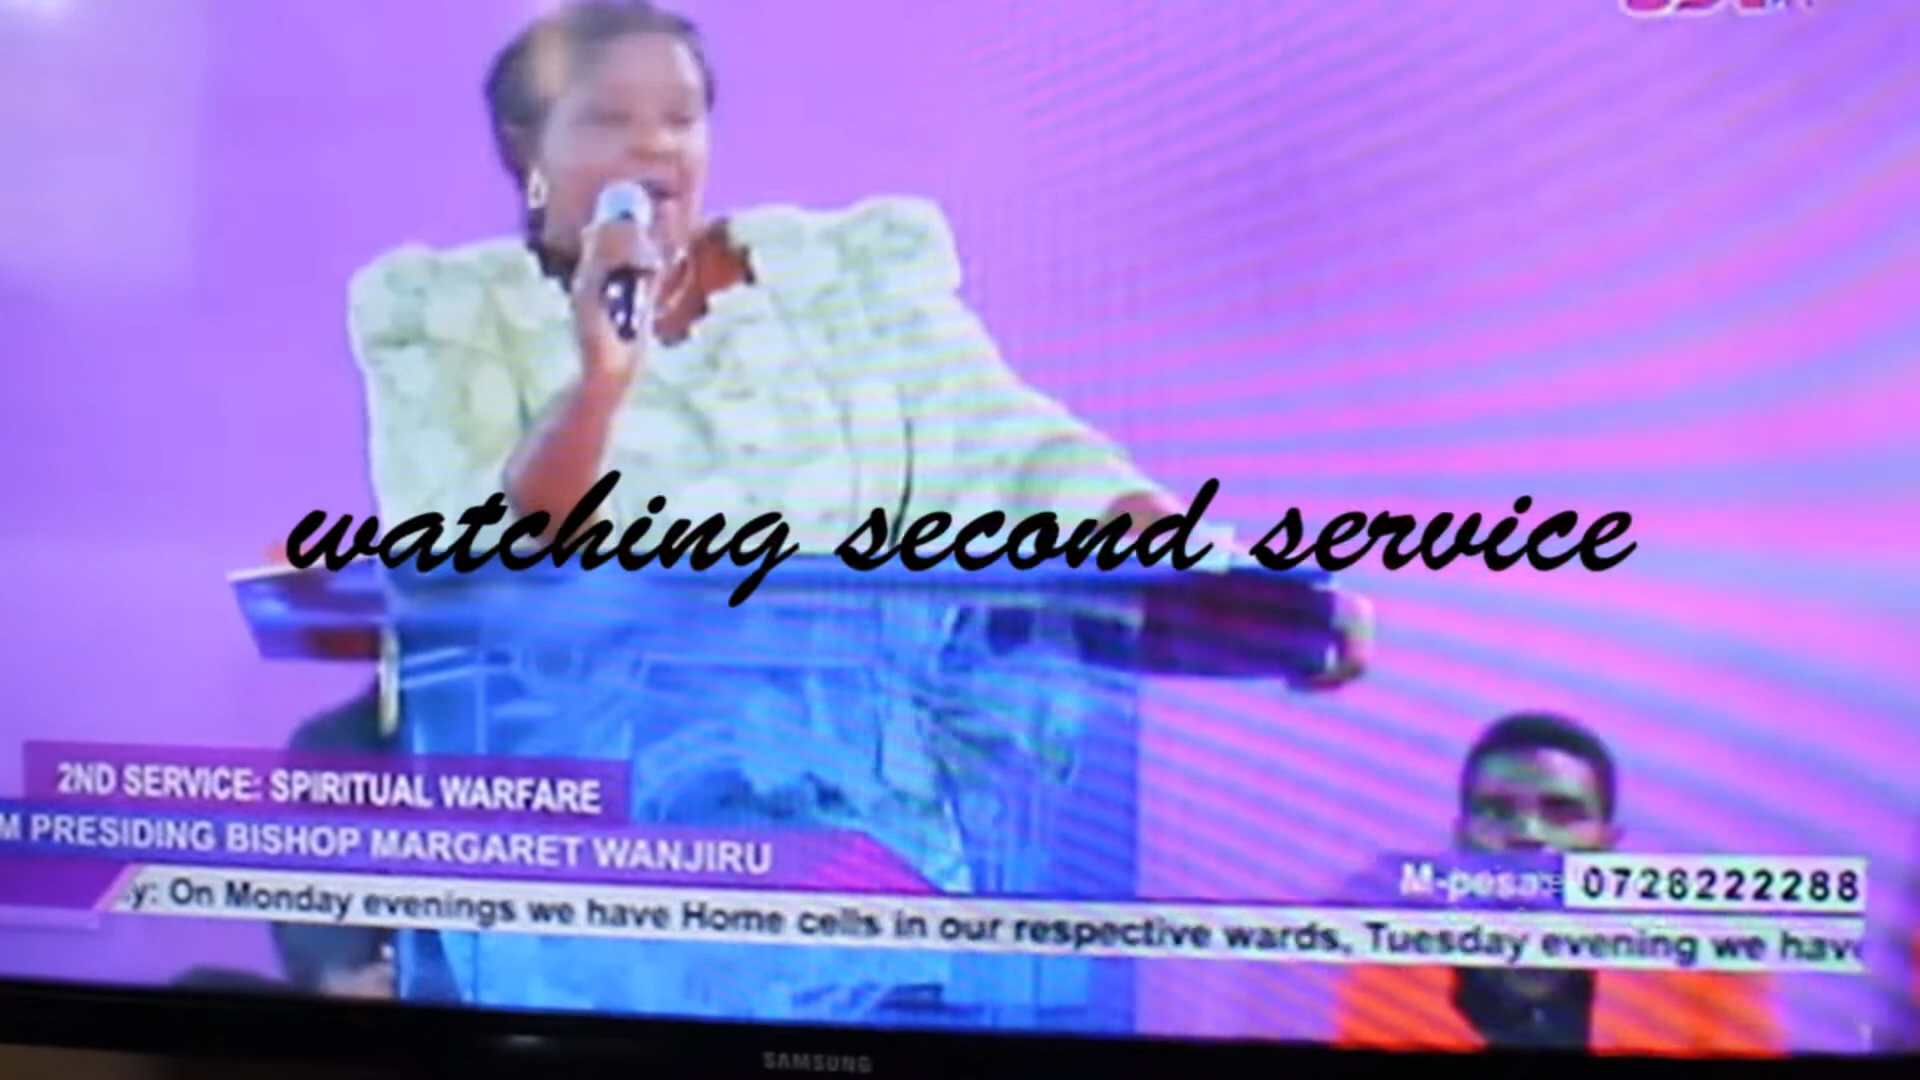 watching second service
2ND SERVICE: SPIRITUAL WARFARE
M PRESIDING BISHOP MARGARET WANJIRU
M-pesa: 0728222288
y: On Monday evenings we have Home cells in our respective wards, Tuesday evening we have
SAMSUNG